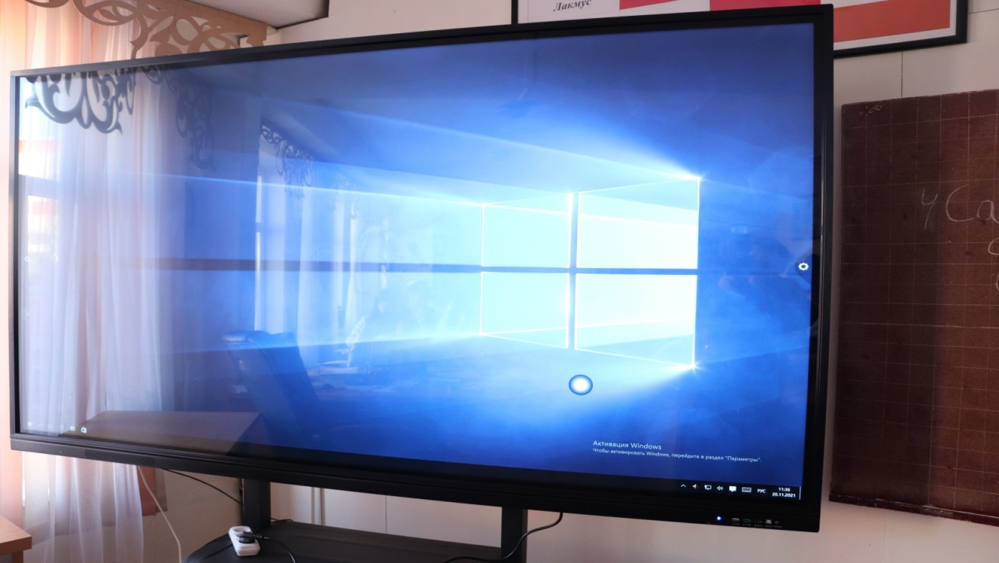 Лакмус
Активация Windows
Чтобы активировать Windows, перейдите в раздел "Параметры".
РУС
11:36
20.11.2021